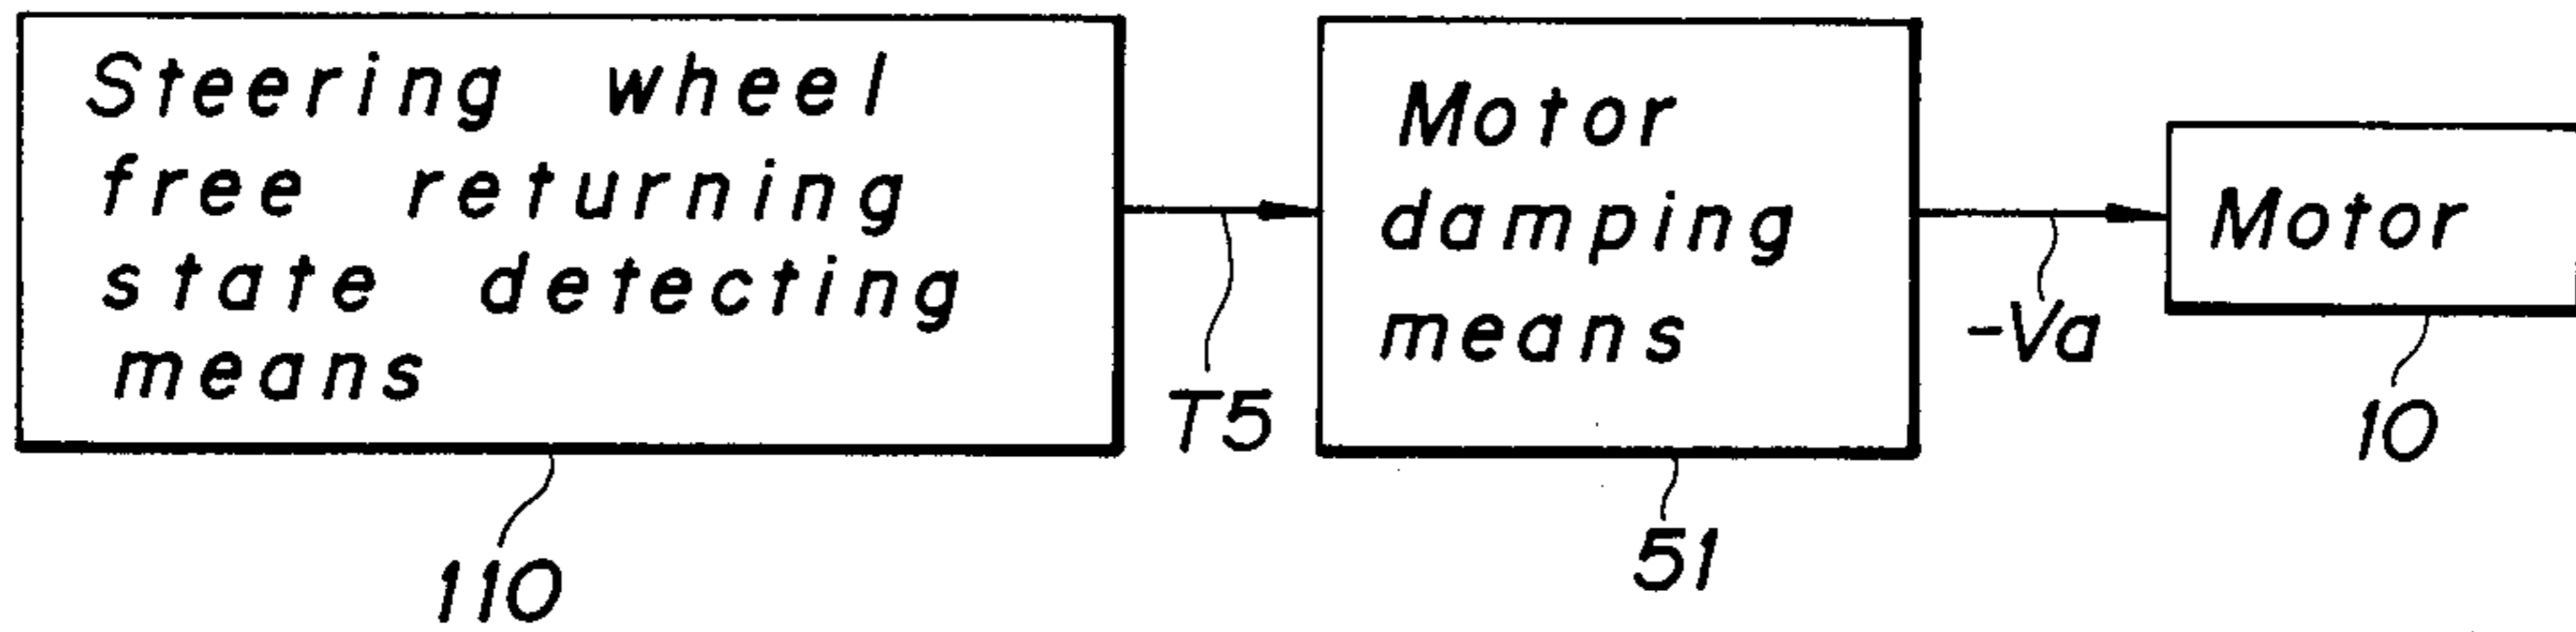 Steering wheel
free returning
state detecting
means
110
T5
Motor
damping
means
51
-Va
Motor
10